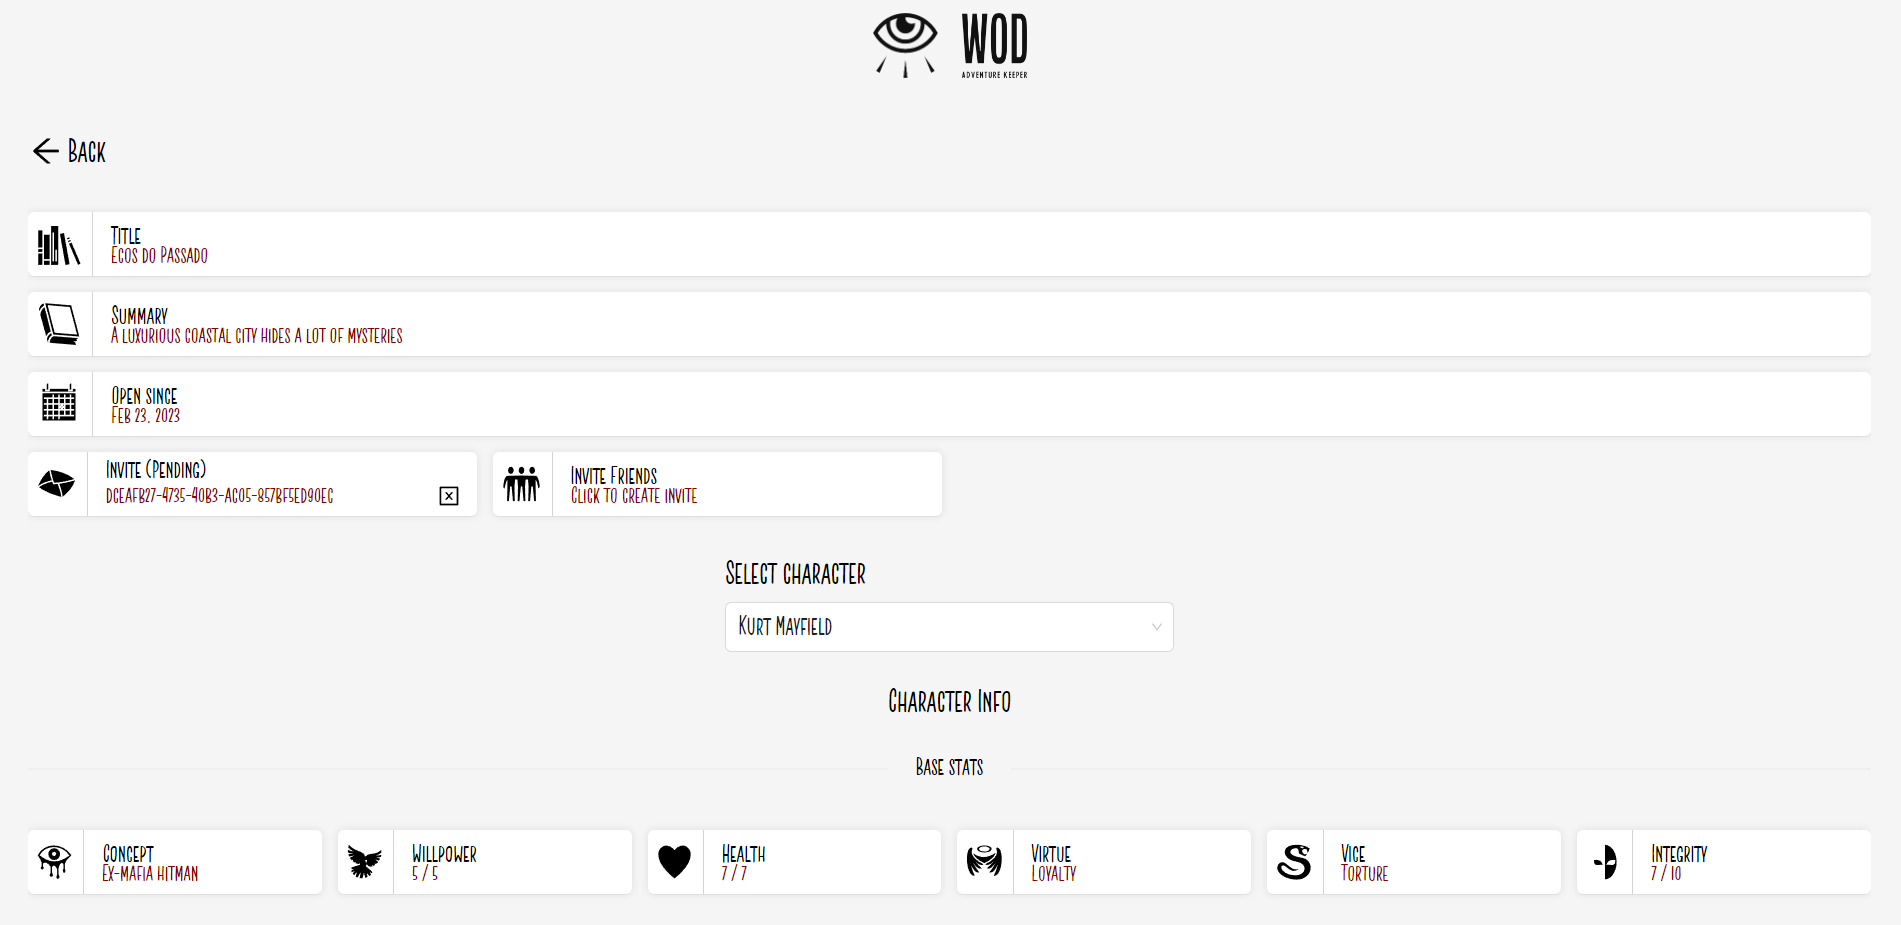 WOD
ADVENTURE KEEPER
Back
Title
Ecos do Passado
Summary
A luxurious coastal city hides a lot of mysteries
Open since
Feb 23, 2023
Invite (Pending)
dceafb27-4735-40b3-ac05-857bf5ed90ec
Invite Friends
Click to create invite
Select character
Kurt Mayfield
Character Info
Base stats
Concept
Ex-mafia hitman
Willpower
5 / 5
Health
7 / 7
Virtue
Loyalty
Vice
Torture
Integrity
7 / 10